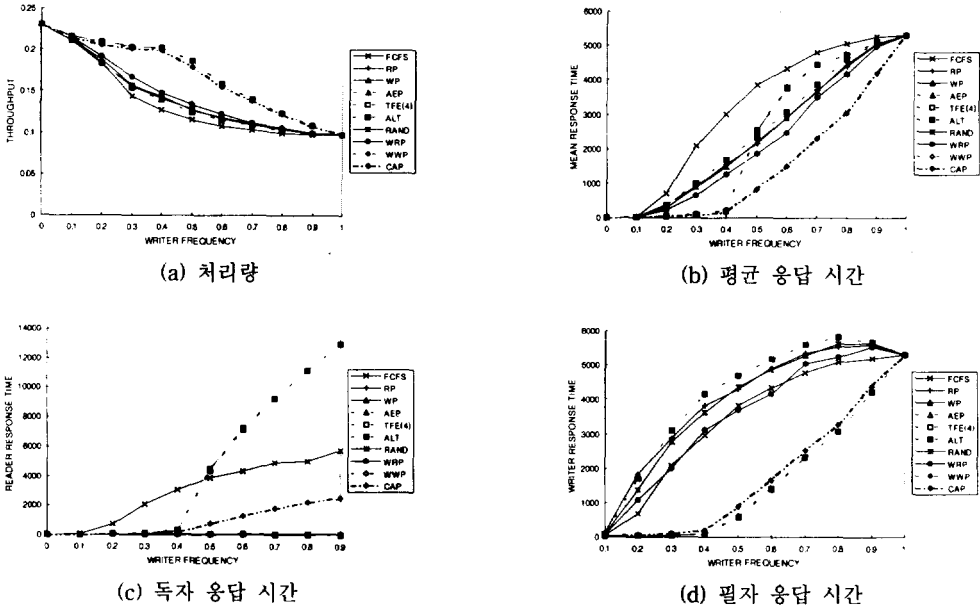 THROUGHPUT
0.25
0.2
0.15
0.1
0.05
0
0 0.1 0.2 0.3 0.4 0.5 0.6 0.7 0.8 0.9 1
WRITER FREQUENCY
FCFS
RP
WP
AEP
TFE(4)
ALT
RAND
WRP
WWP
CAP
(a) 처리량
MEAN RESPONSE TIME
6000
5000
4000
3000
2000
1000
0
0 0.1 0.2 0.3 0.4 0.5 0.6 0.7 0.8 0.9 1
WRITER FREQUENCY
FCFS
RP
WP
AEP
TFE(4)
ALT
RAND
WRP
WWP
CAP
(b) 평균 응답 시간
READER RESPONSE TIME
14000
12000
10000
8000
6000
4000
2000
0
0 0.1 0.2 0.3 0.4 0.5 0.6 0.7 0.8 0.9
WRITER FREQUENCY
FCFS
RP
WP
AEP
TFE(4)
ALT
RAND
WRP
WWP
CAP
(c) 독자 응답 시간
WRITER RESPONSE TIME
6000
5000
4000
3000
2000
1000
0
0.1 0.2 0.3 0.4 0.5 0.6 0.7 0.8 0.9 1
WRITER FREQUENCY
FCFS
RP
WP
AEP
TFE(4)
ALT
RAND
WRP
WWP
CAP
(d) 필자 응답 시간